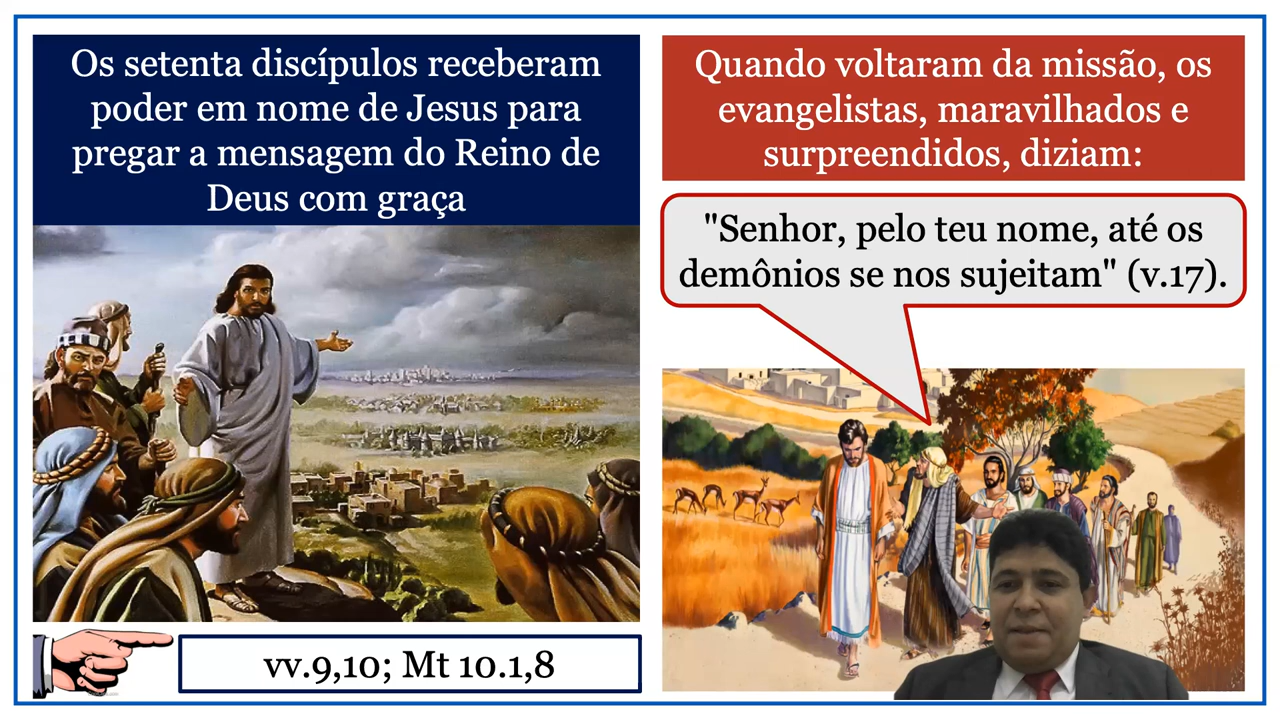 Os setenta discípulos receberam
poder em nome de Jesus para
pregar a mensagem do Reino de
Deus com graça
vv.9,10; Mt 10.1,8
Quando voltaram da missão, os
evangelistas, maravilhados e
surpreendidos, diziam:
"Senhor, pelo teu nome, até os
demônios se nos sujeitam" (v.17).